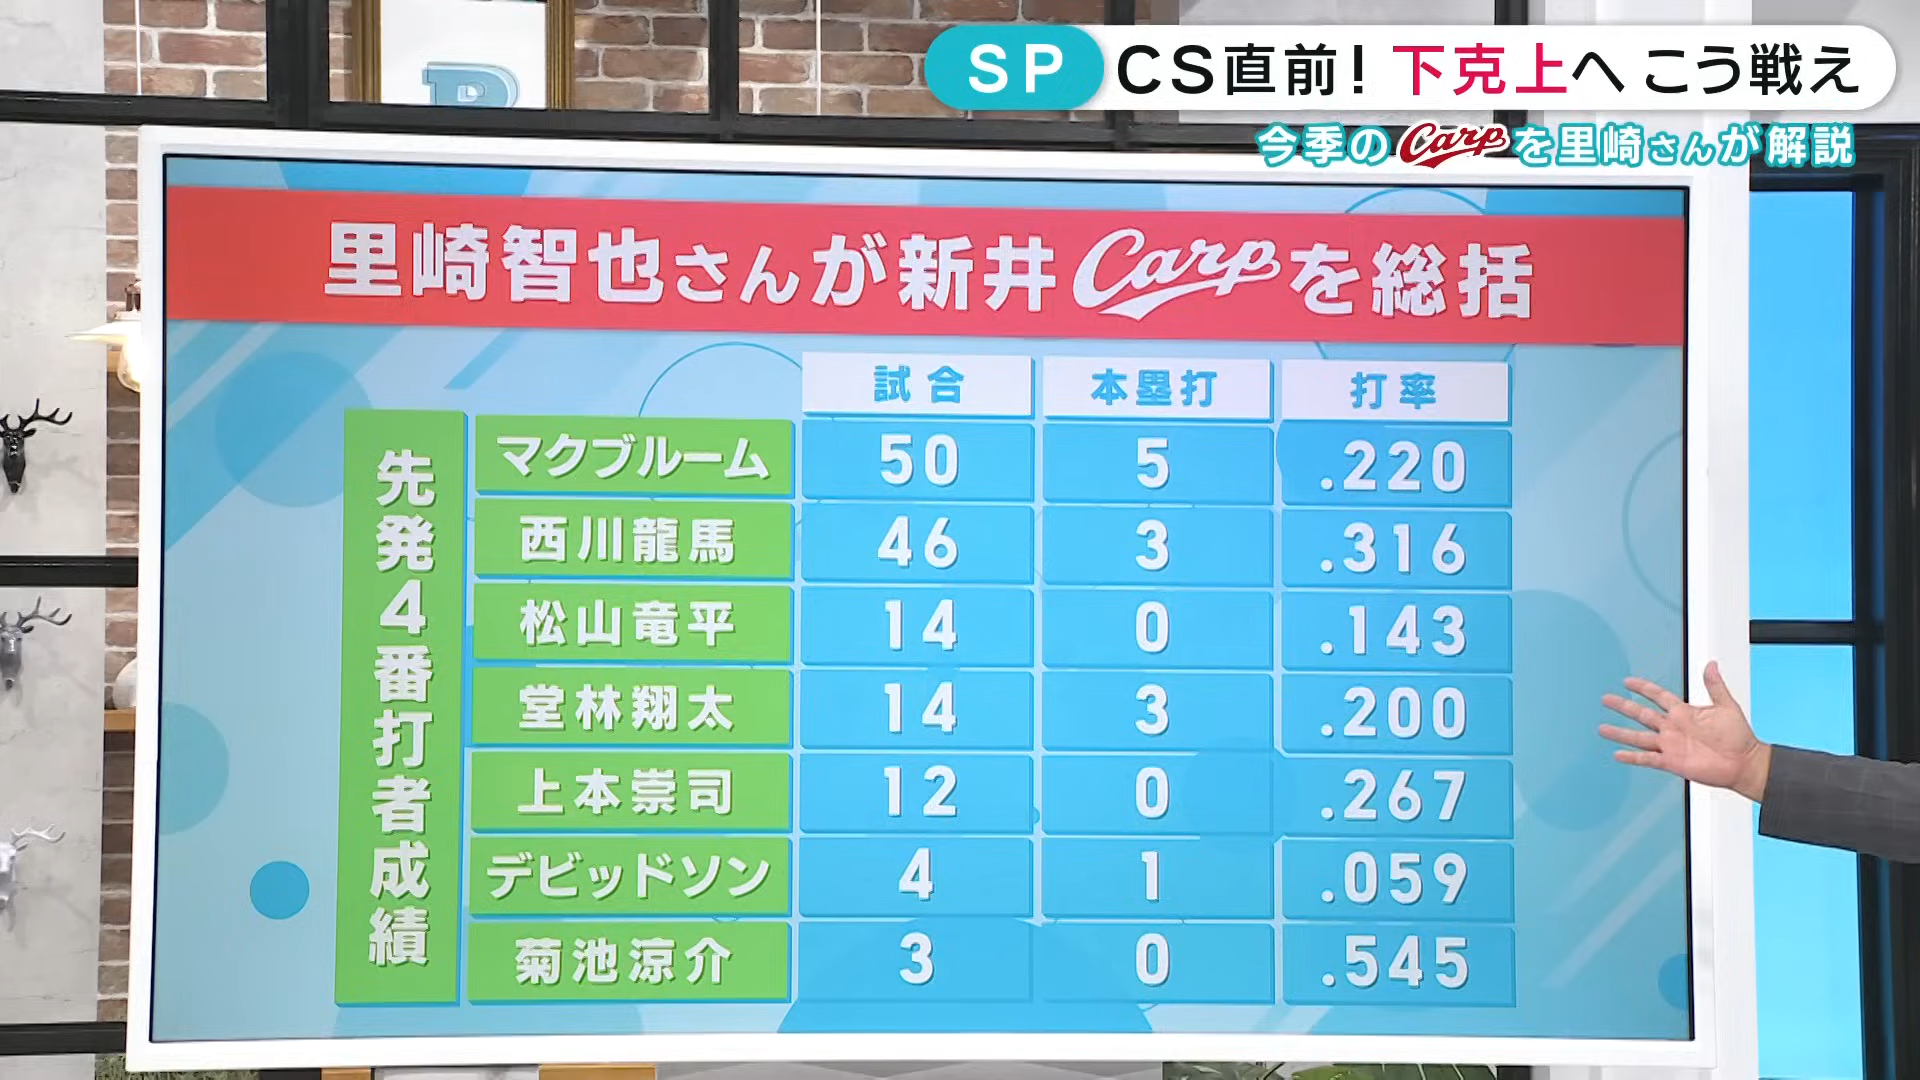 SP CS直前! 下克上へ こう戦え
今季の Carp を里崎さんが解説
里崎智也さんが新井Carpを総括
試合 本塁打 打率
先発4番打者成績
マクブルーム 50 5 .220
西川龍馬 46 3 .316
松山竜平 14 0 .143
堂林翔太 14 3 .200
上本崇司 12 0 .267
デビッドソン 4 1 .059
菊池涼介 3 0 .545